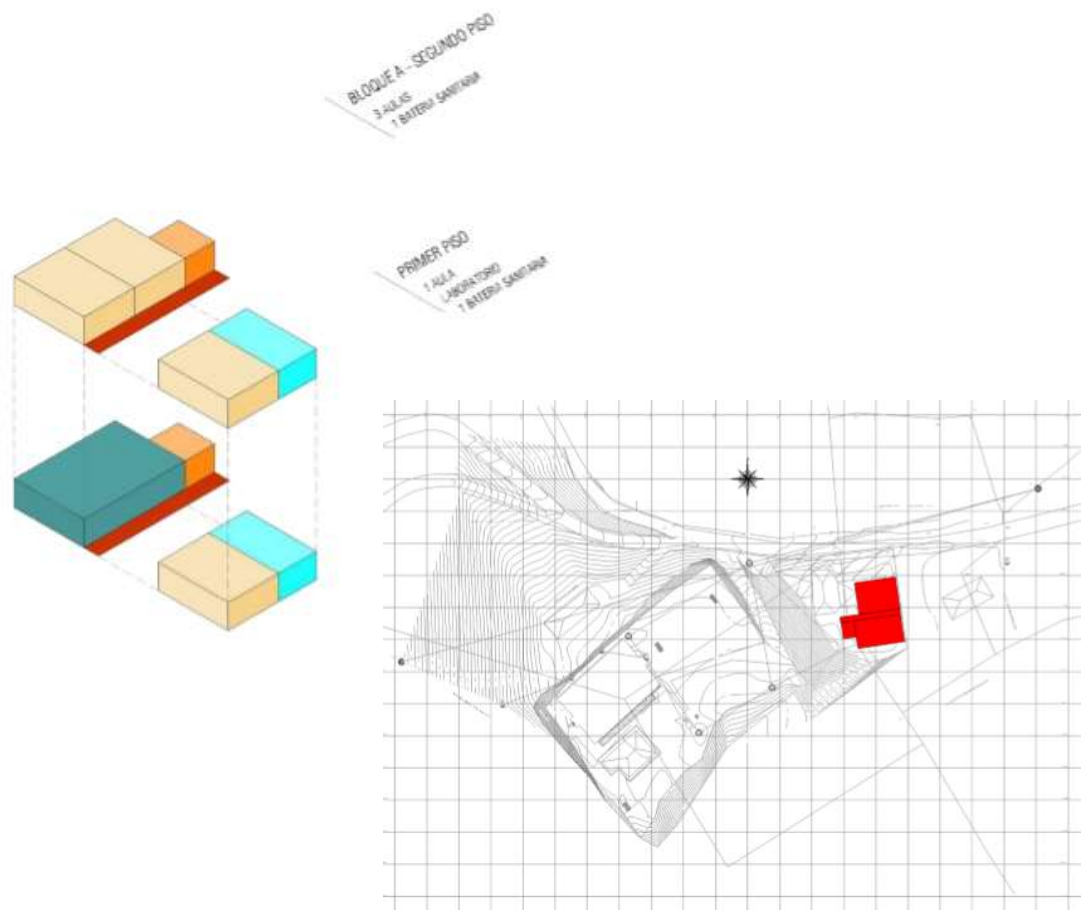 BLOQUE A - SEGUNDO PISO
3 AULAS
1 BATERIA SANITARIA
PRIMER PISO
1 AULA
LABORATORIO
1 BATERIA SANITARIA